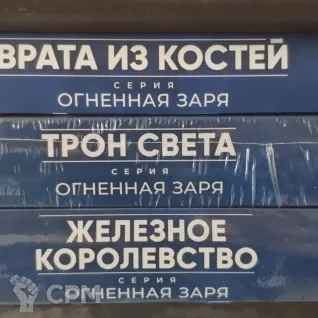 ВРАТА ИЗ КОСТЕЙ
СЕРИЯ
ОГНЕННАЯ ЗАРЯ
ТРОН СВЕТА
СЕРИЯ
ОГНЕННАЯ ЗАРЯ
ЖЕЛЕЗНОЕ
КОРОЛЕВСТВО
СЕРИЯ
ОГНЕННАЯ ЗАРЯ